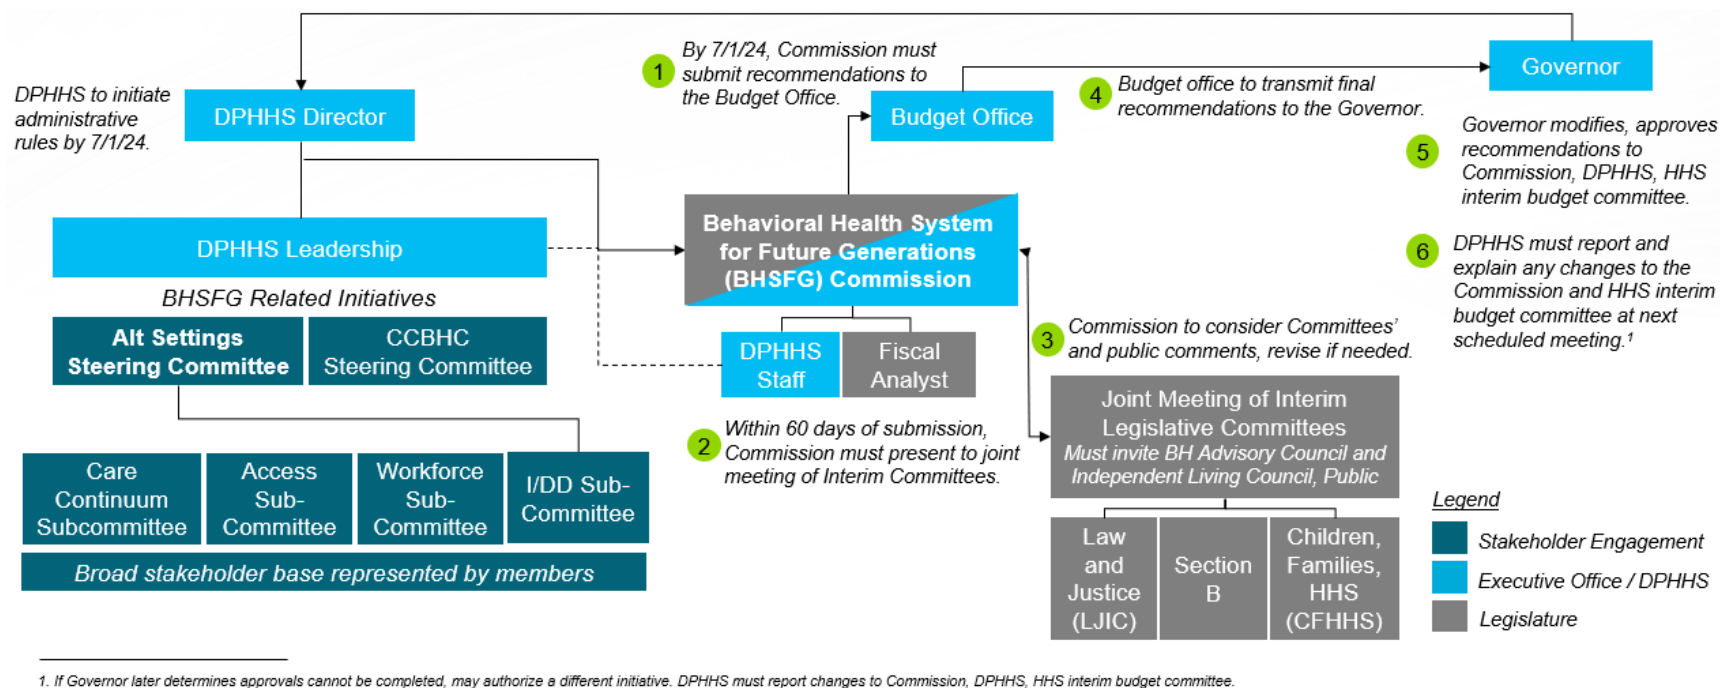 DPHHS to initiate
administrative
rules by 7/1/24.
DPHHS Director
1
By 7/1/24, Commission must
submit recommendations to
the Budget Office.
Budget Office
4
Budget office to transmit final
recommendations to the Governor.
Governor
5
Governor modifies, approves
recommendations to
Commission, DPHHS, HHS
interim budget committee.
6
DPHHS must report and
explain any changes to the
Commission and HHS interim
budget committee at next
scheduled meeting.¹
DPHHS Leadership
BHSFG Related Initiatives
Alt Settings
Steering Committee
CCBHC
Steering Committee
Care
Continuum
Subcommittee
Access
Sub-
Committee
Workforce
Sub-
Committee
I/DD Sub-
Committee
Broad stakeholder base represented by members
Behavioral Health System
for Future Generations
(BHSFG) Commission
DPHHS
Staff
Fiscal
Analyst
2
Within 60 days of submission,
Commission must present to joint
meeting of Interim Committees.
3
Commission to consider Committees'
and public comments, revise if needed.
Joint Meeting of Interim
Legislative Committees
Must invite BH Advisory Council and
Independent Living Council, Public
Law
and
Justice
(LJIC)
Section
B
Children,
Families,
HHS
(CFHHS)
Legend
Stakeholder Engagement
Executive Office / DPHHS
Legislature
1. If Governor later determines approvals cannot be completed, may authorize a different initiative. DPHHS must report changes to Commission, DPHHS, HHS interim budget committee.